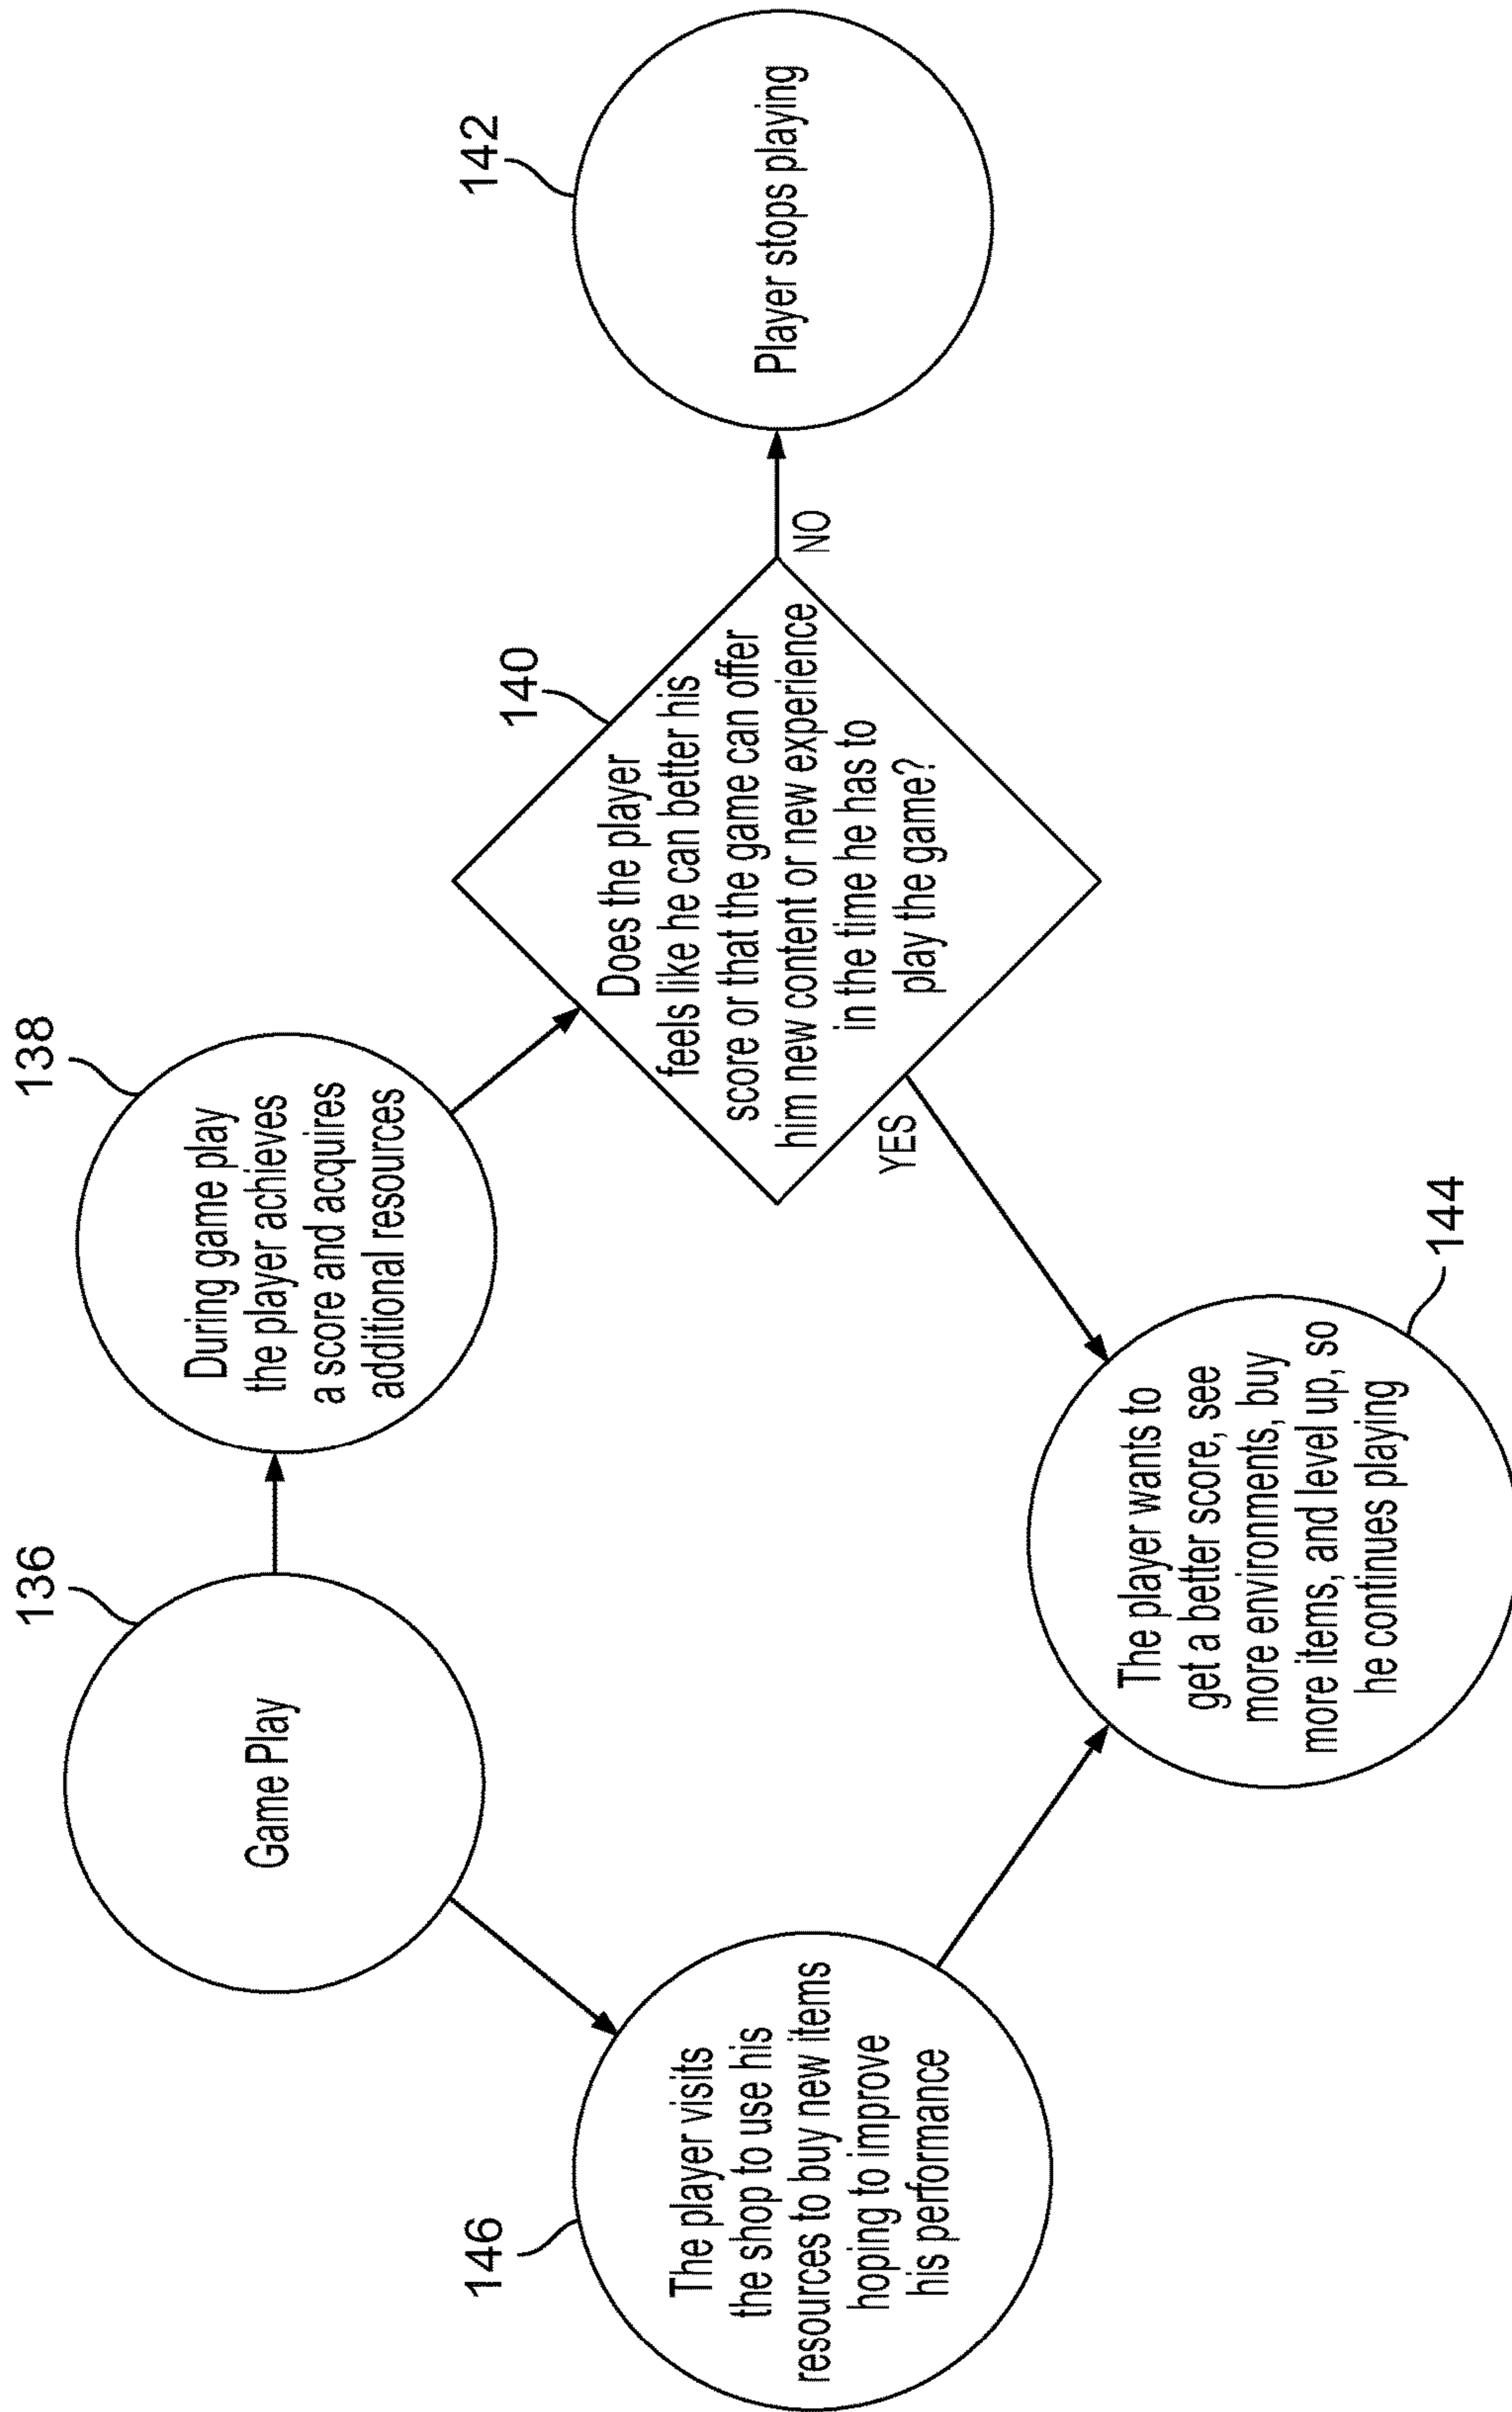 136
Game Play
138
During game play
the player achieves
a score and acquires
additional resources
140
Does the player
feels like he can better his
score or that the game can offer
him new content or new experience
in the time he has to
play the game?
NO
142
Player stops playing
YES
144
The player wants to
get a better score, see
more environments, buy
more items, and level up, so
he continues playing
146
The player visits
the shop to use his
resources to buy new items
hoping to improve
his performance